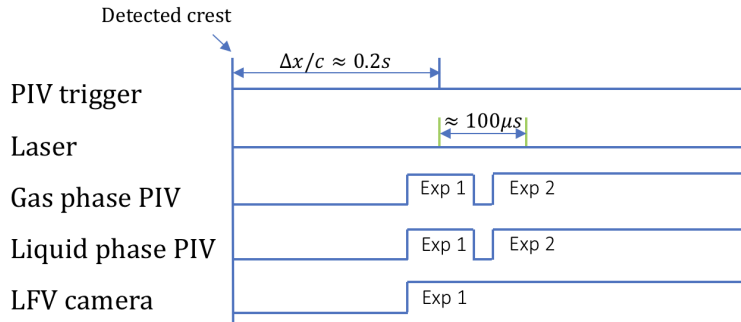 Detected crest
Δx/c ≈ 0.2s
PIV trigger
≈ 100μs
Laser
Gas phase PIV
Exp 1
Exp 2
Liquid phase PIV
Exp 1
Exp 2
LFV camera
Exp 1